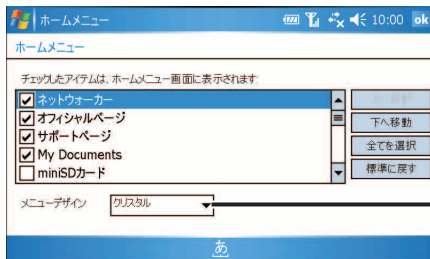 ホームメニュー 10:00 ok
ホームメニュー
チェックしたアイテムは、ホームメニュー画面に表示されます:
ネットウォーカー
オフィシャルページ
サポートページ
My Documents
miniSDカード
下へ移動
全てを選択
標準に戻す
メニューデザイン クリスタル
あ